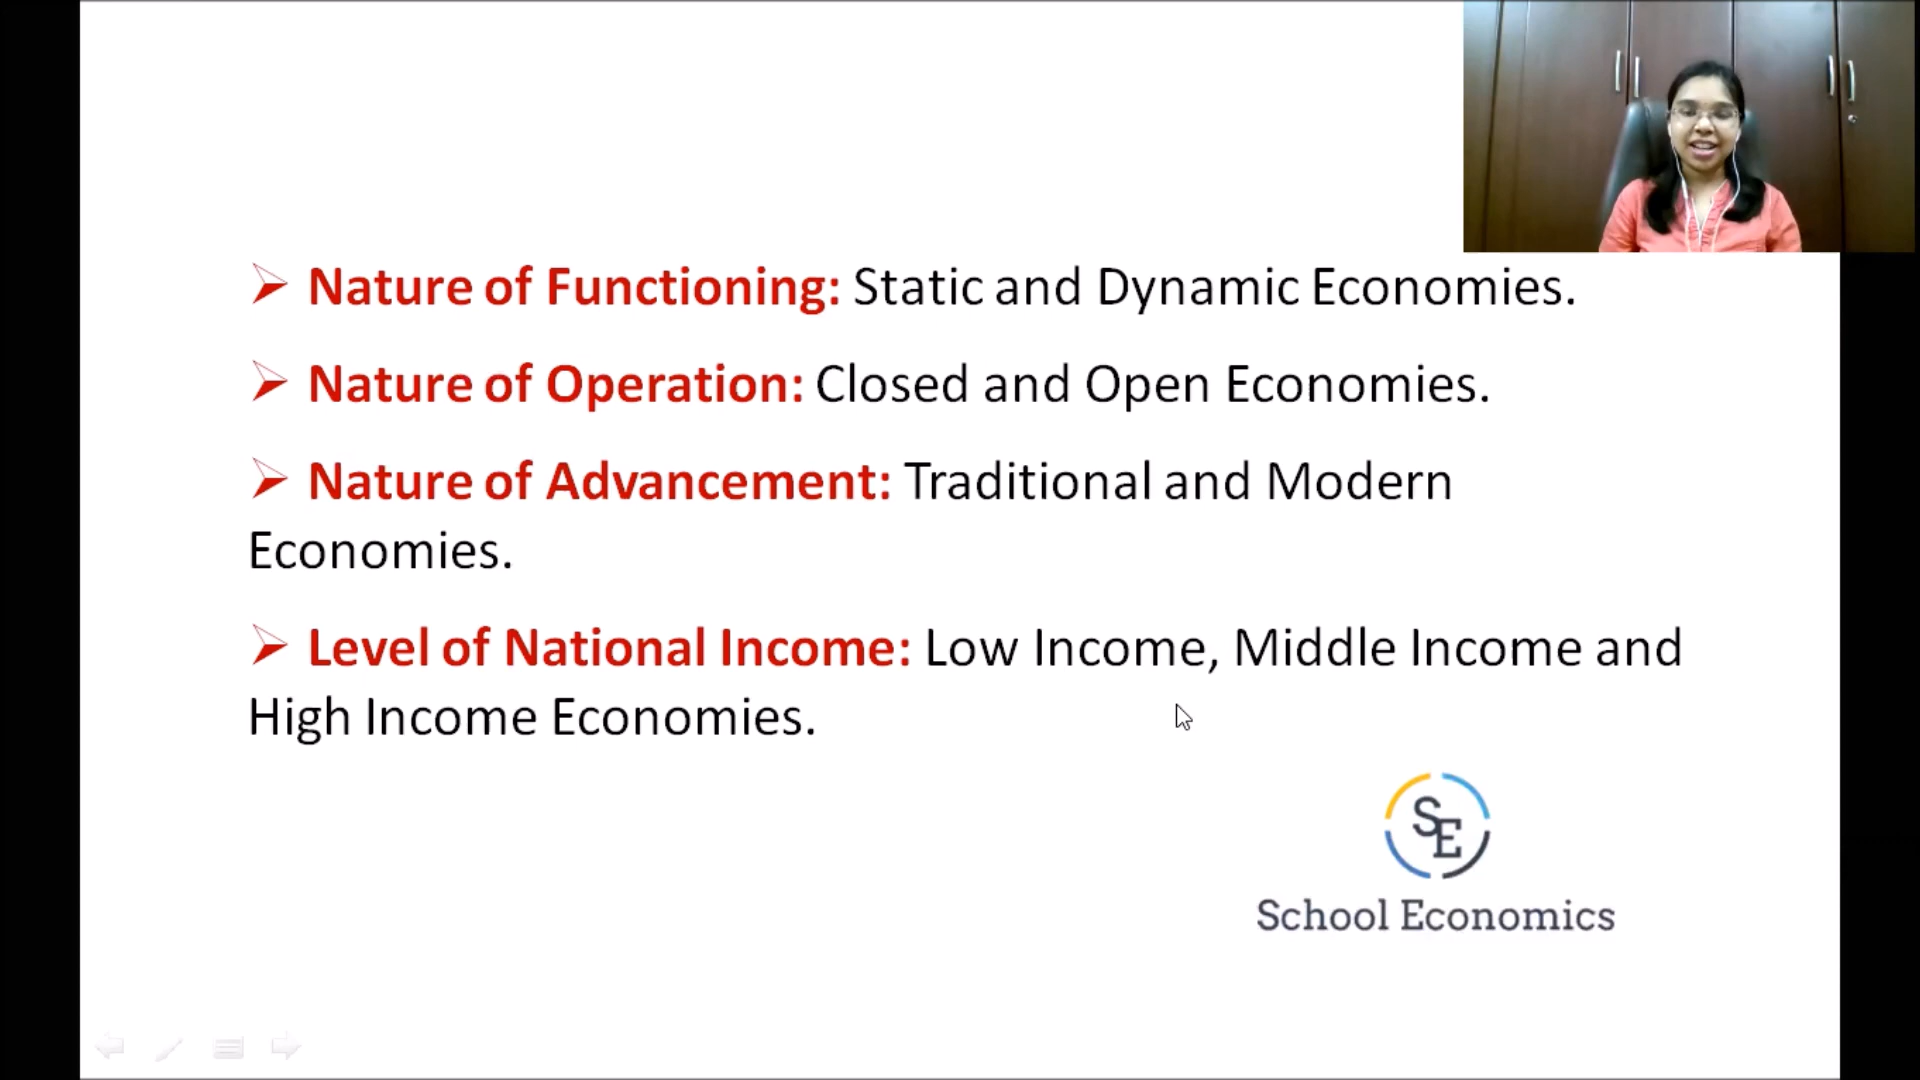 Nature of Functioning: Static and Dynamic Economies.
Nature of Operation: Closed and Open Economies.
Nature of Advancement: Traditional and Modern
Economies.
Level of National Income: Low Income, Middle Income and
High Income Economies.
SE
School Economics